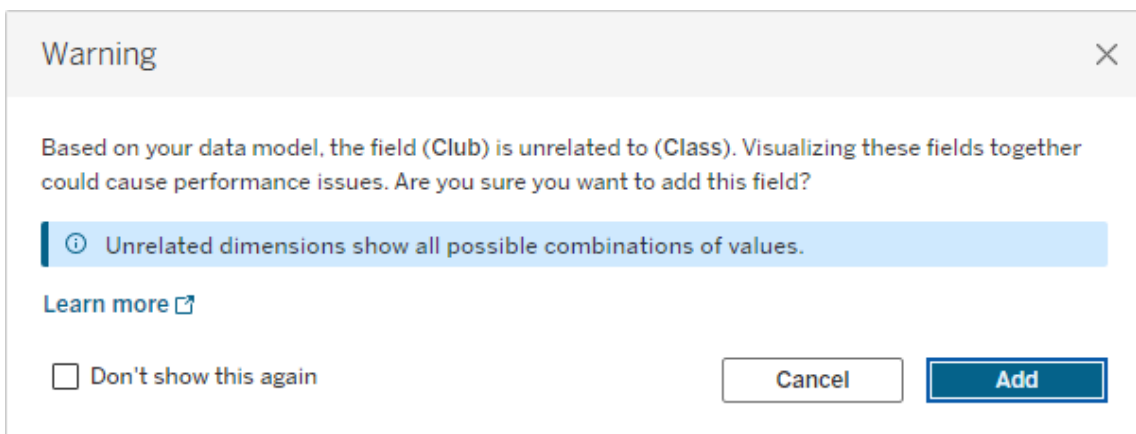 Warning
Based on your data model, the field (Club) is unrelated to (Class). Visualizing these fields together
could cause performance issues. Are you sure you want to add this field?
Unrelated dimensions show all possible combinations of values.
Learn more
Don't show this again
Cancel
Add